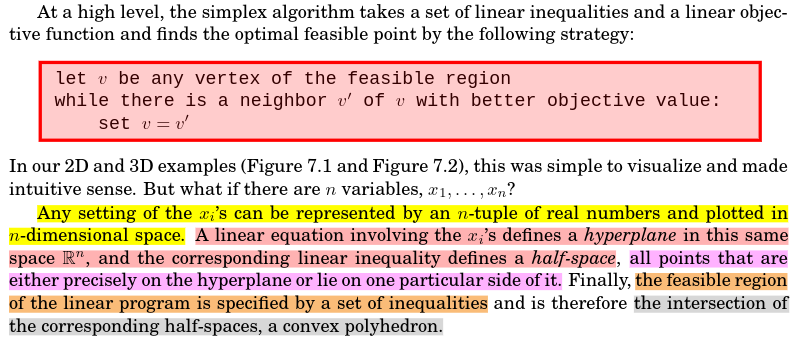 At a high level, the simplex algorithm takes a set of linear inequalities and a linear objec-
tive function and finds the optimal feasible point by the following strategy:
let v be any vertex of the feasible region
while there is a neighbor v′ of v with better objective value:
set v = v′
In our 2D and 3D examples (Figure 7.1 and Figure 7.2), this was simple to visualize and made
intuitive sense. But what if there are n variables, x₁, . . . , xₙ?
Any setting of the xᵢ's can be represented by an n-tuple of real numbers and plotted in
n-dimensional space. A linear equation involving the xᵢ's defines a hyperplane in this same
space ℝⁿ, and the corresponding linear inequality defines a half-space, all points that are
either precisely on the hyperplane or lie on one particular side of it. Finally, the feasible region
of the linear program is specified by a set of inequalities and is therefore the intersection of
the corresponding half-spaces, a convex polyhedron.